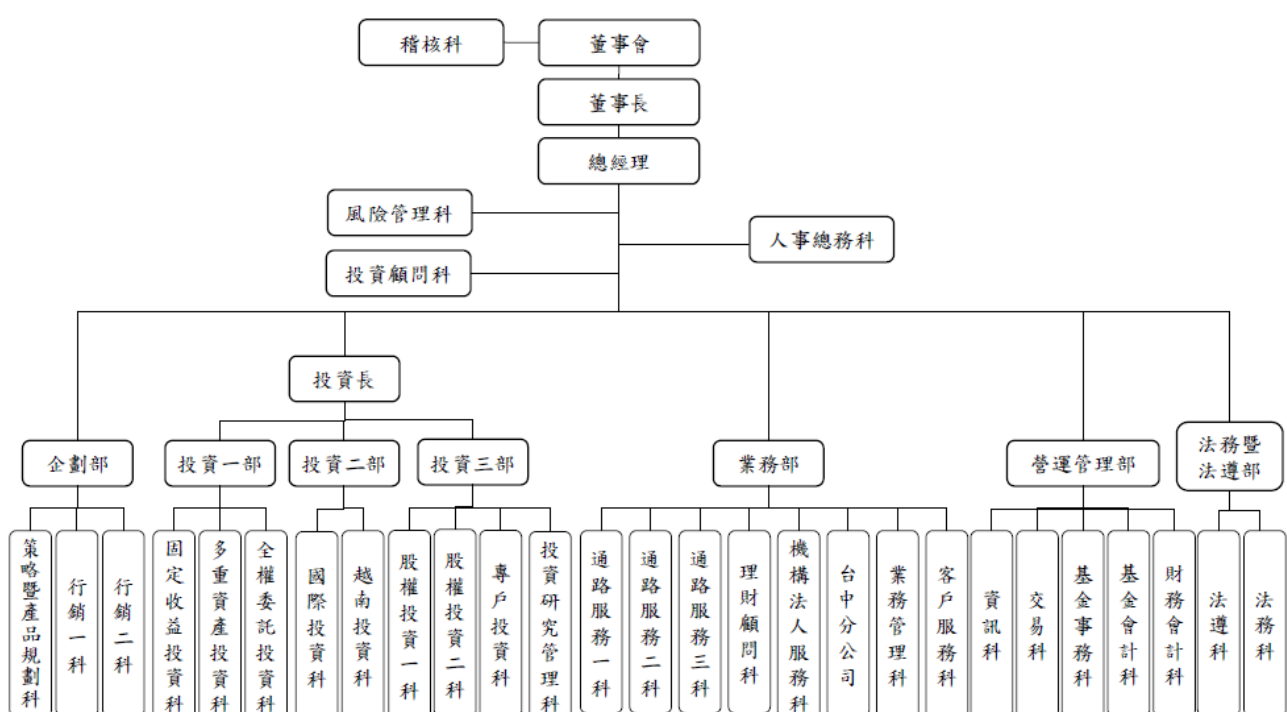 稽核科
董事會
董事長
總經理
風險管理科
人事總務科
投資顧問科
投資長
企劃部
投資一部
投資二部
投資三部
業務部
營運管理部
法務暨
法遵部
策略暨產品規劃科
行銷一科
行銷二科
固定收益投資科
多重資產投資科
全權委託投資科
國際投資科
越南投資科
股權投資一科
股權投資二科
專戶投資科
投資研究管理科
通路服務一科
通路服務二科
通路服務三科
理財顧問科
機構法人服務科
台中分公司
業務管理科
客戶服務科
資訊科
交易科
基金事務科
基金會計科
財務會計科
法遵科
法務科